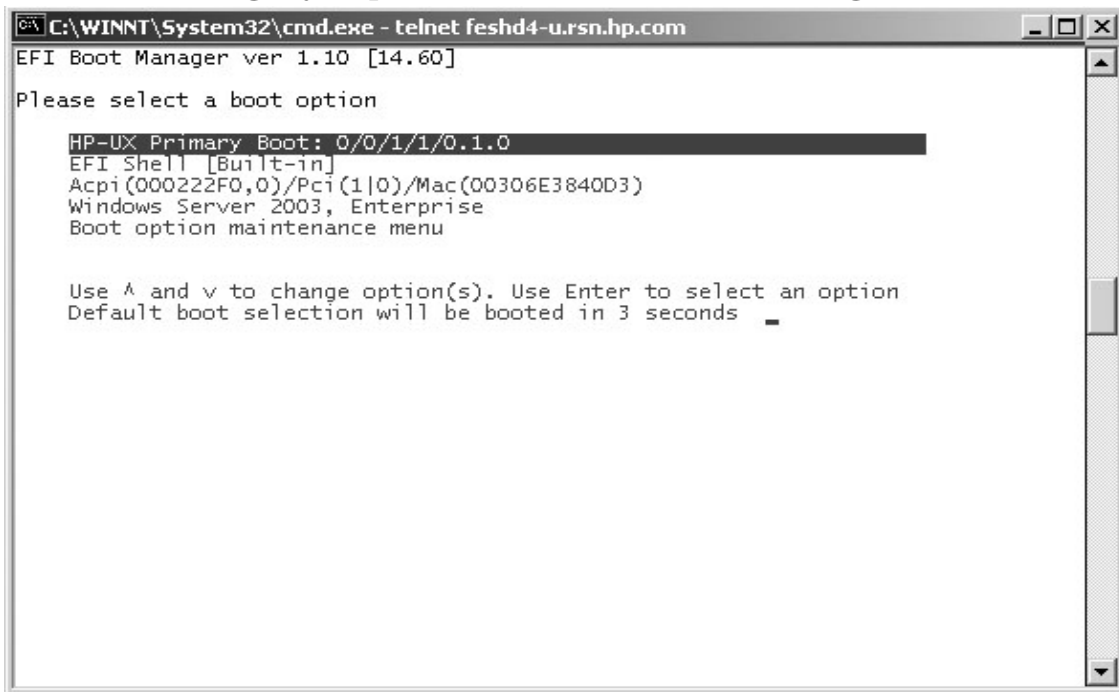 C:\WINNT\System32\cmd.exe - telnet feshd4-u.rsn.hp.com
EFI Boot Manager ver 1.10 [14.60]
Please select a boot option
HP-UX Primary Boot: 0/0/1/1/0.1.0
EFI Shell [Built-in]
Acpi(000222F0,0)/Pci(1|0)/Mac(00306E3840D3)
Windows Server 2003, Enterprise
Boot option maintenance menu
Use ^ and v to change option(s). Use Enter to select an option
Default boot selection will be booted in 3 seconds _